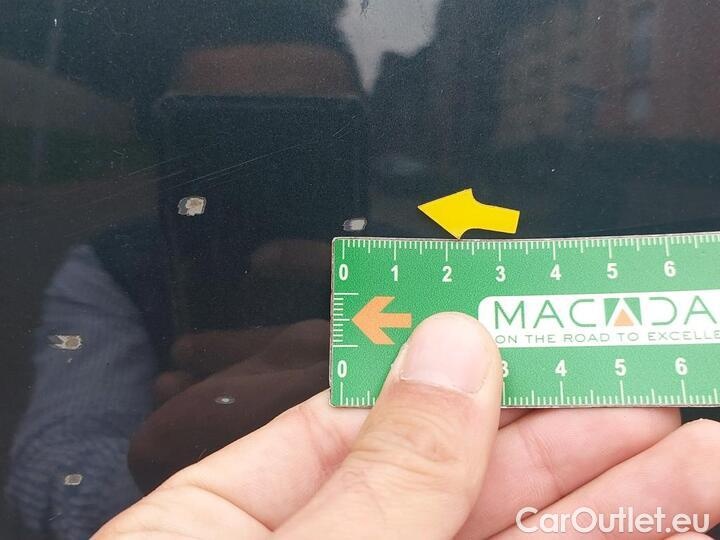 0 1 2 3 4 5 6
MACADA
ON THE ROAD TO EXCELLE
0 3 4 5 6
CarOutlet.eu